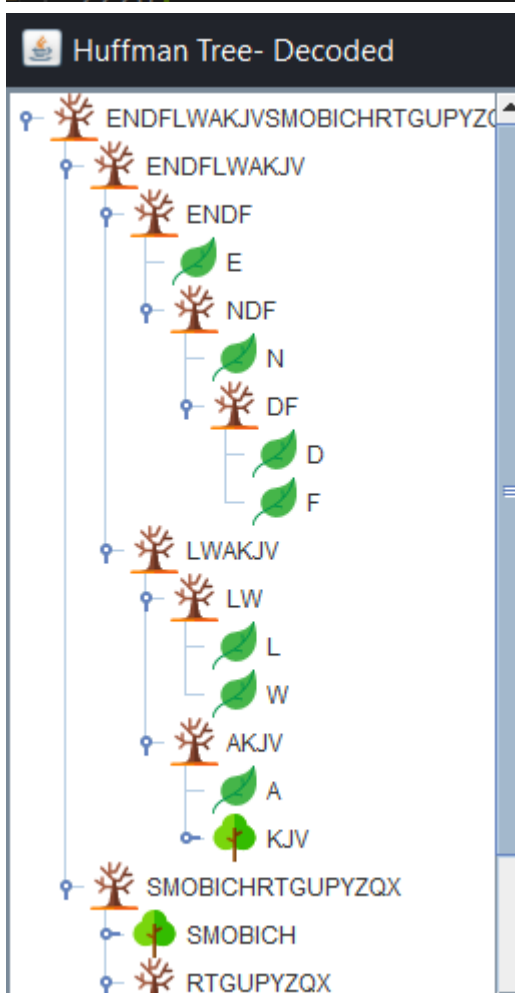 Huffman Tree- Decoded
ENDFLWAKJVSMOBICHRTGUPYZQ
ENDFLWAKJV
ENDF
E
NDF
N
DF
D
F
LWAKJV
LW
L
W
AKJV
A
KJV
SMOBICHRTGUPYZQX
SMOBICH
RTGUPYZQX